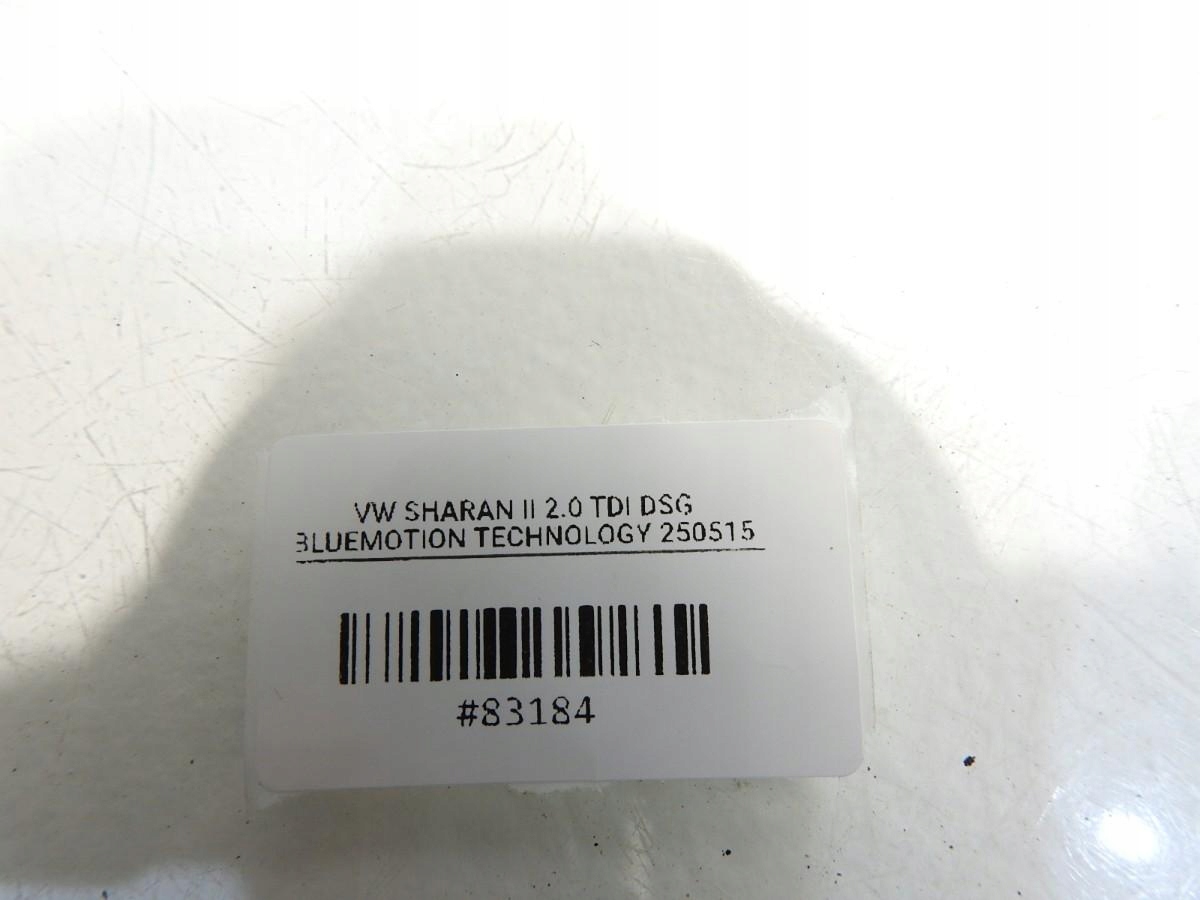 VW SHARAN II 2.0 TDI DSG
BLUEMOTION TECHNOLOGY 250515
#83184